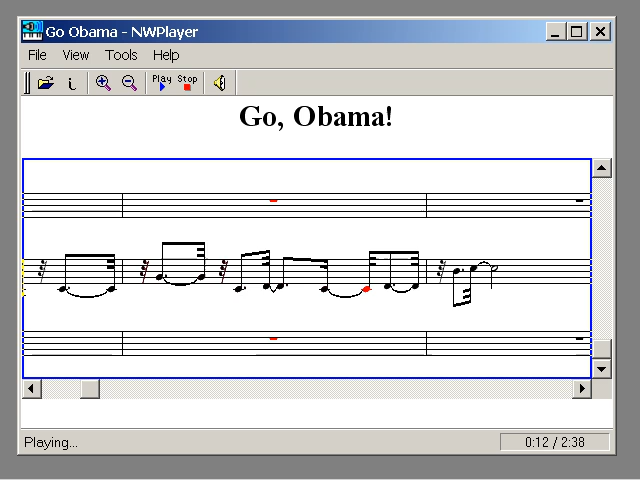 Go Obama - NWPlayer
File View Tools Help
i Play Stop
Go, Obama!
Playing...
0:12 / 2:38